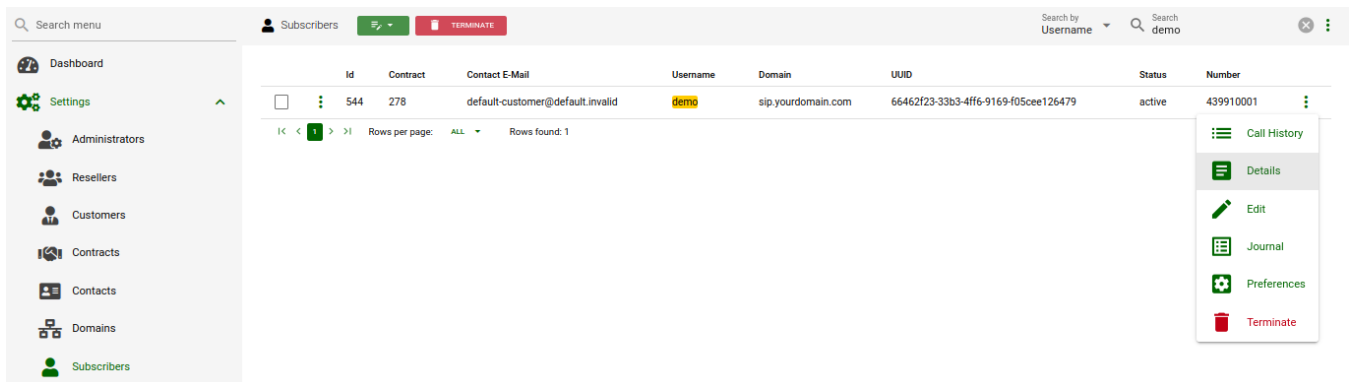 Search menu
Dashboard
Settings
Administrators
Resellers
Customers
Contracts
Contacts
Domains
Subscribers
Subscribers
TERMINATE
Search by
Username
Search
demo
Id Contract Contact E-Mail Username Domain UUID Status Number
544 278 default-customer@default.invalid demo sip.yourdomain.com 66462f23-33b3-4ff6-9169-f05cee126479 active 439910001
1 Rows per page: ALL Rows found: 1
Call History
Details
Edit
Journal
Preferences
Terminate